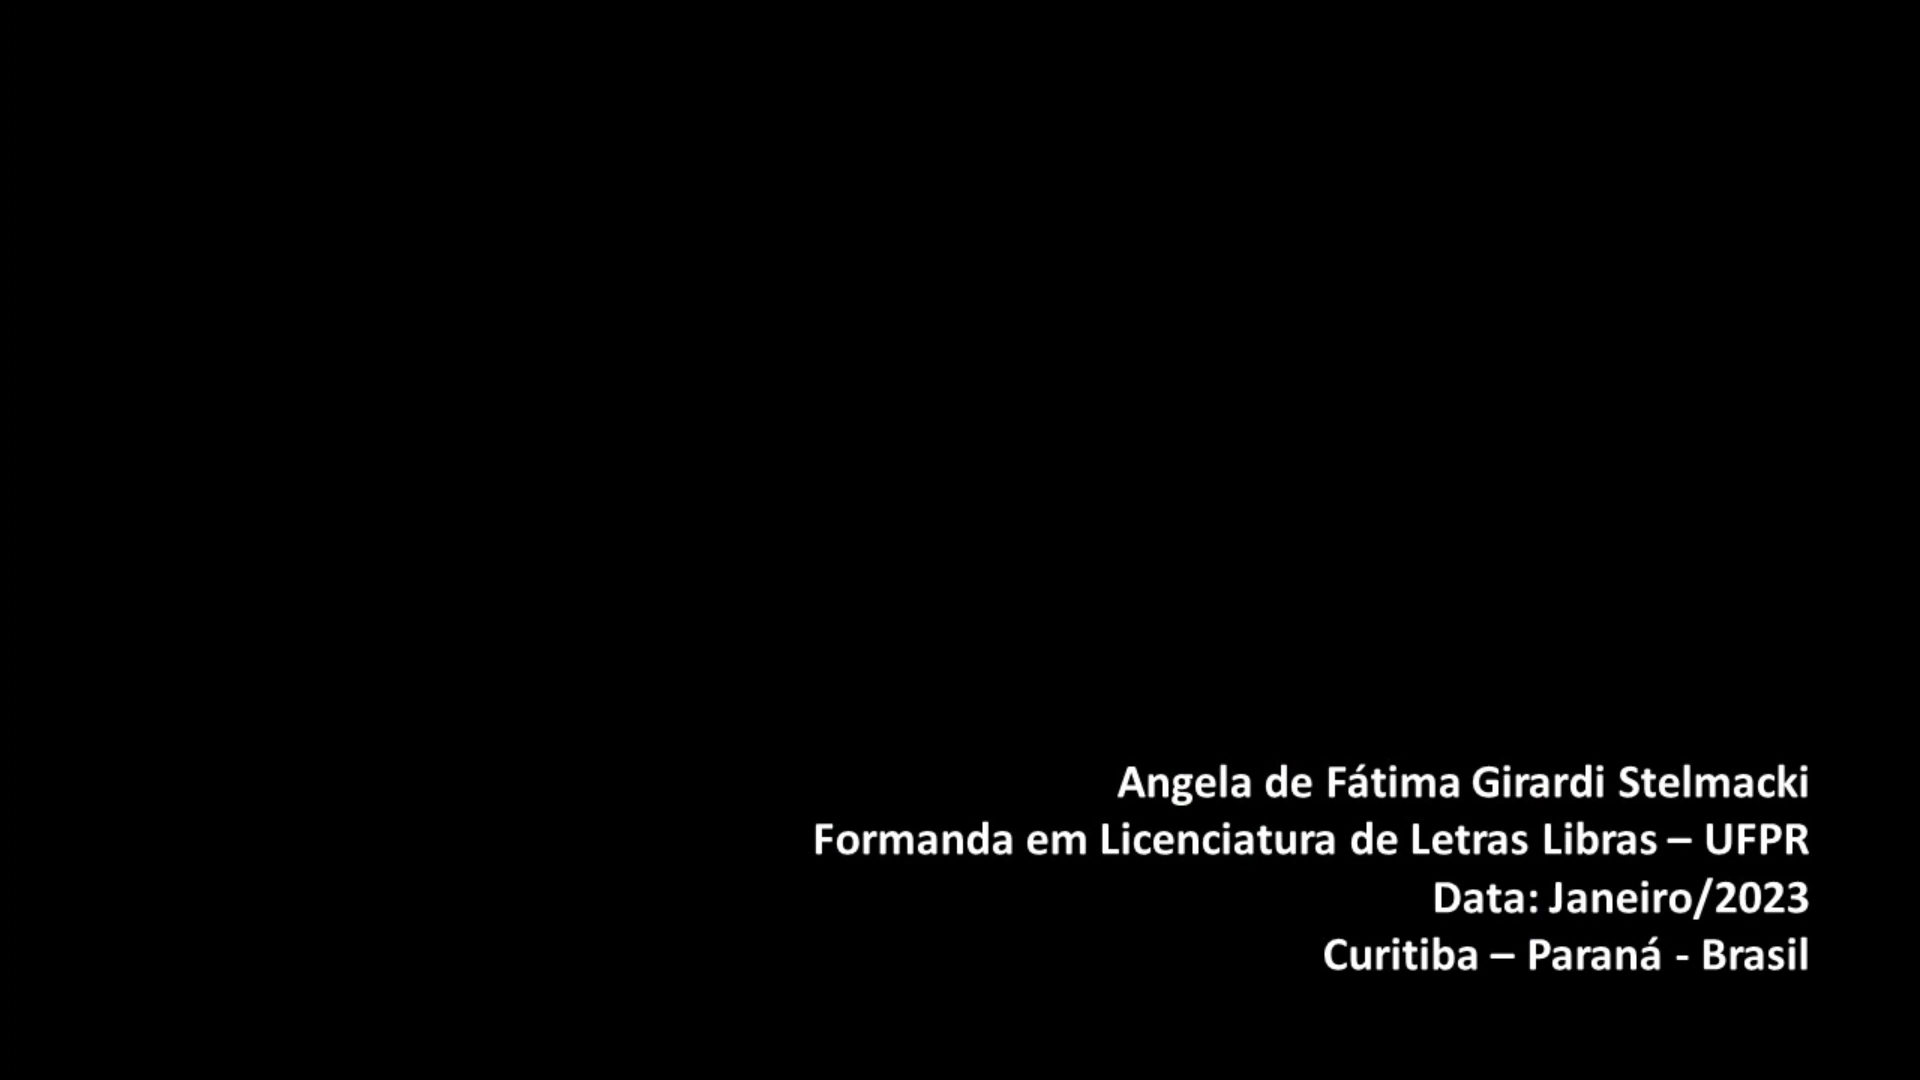 Angela de Fátima Girardi Stelmacki
Formanda em Licenciatura de Letras Libras – UFPR
Data: Janeiro/2023
Curitiba – Paraná - Brasil